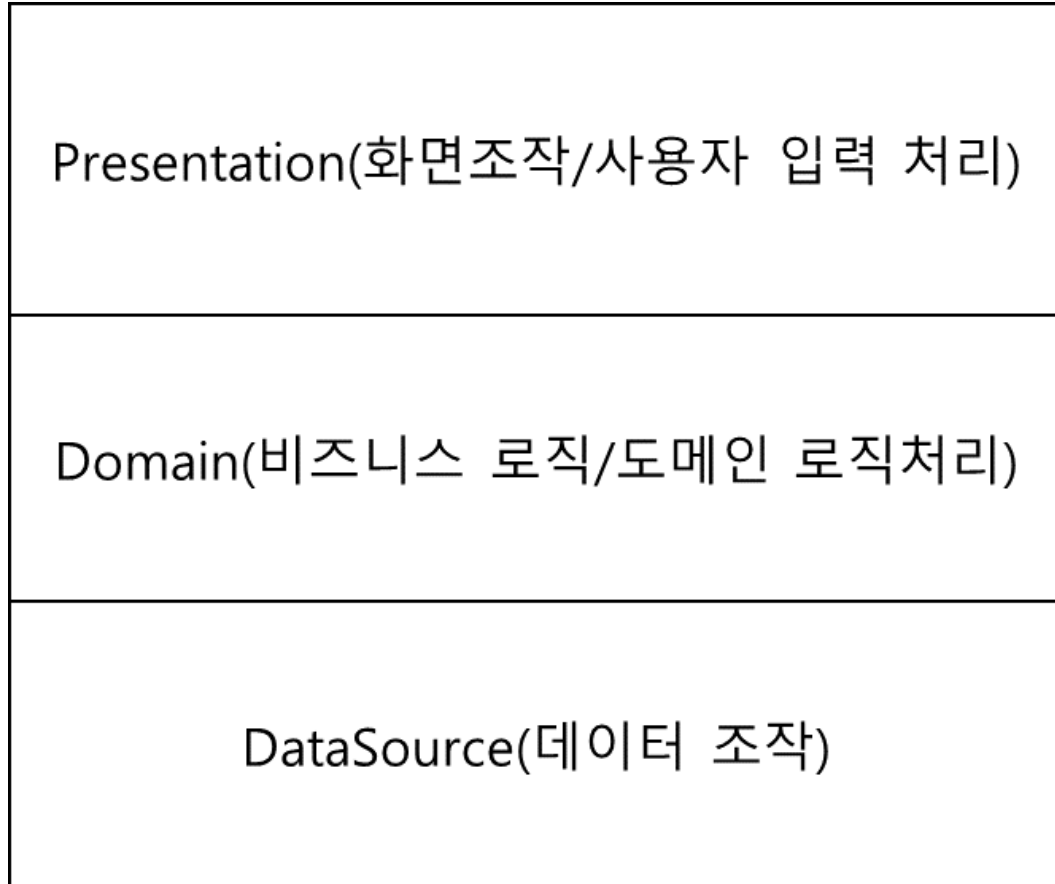 Presentation(화면조작/사용자 입력 처리)
Domain(비즈니스 로직/도메인 로직처리)
DataSource(데이터 조작)